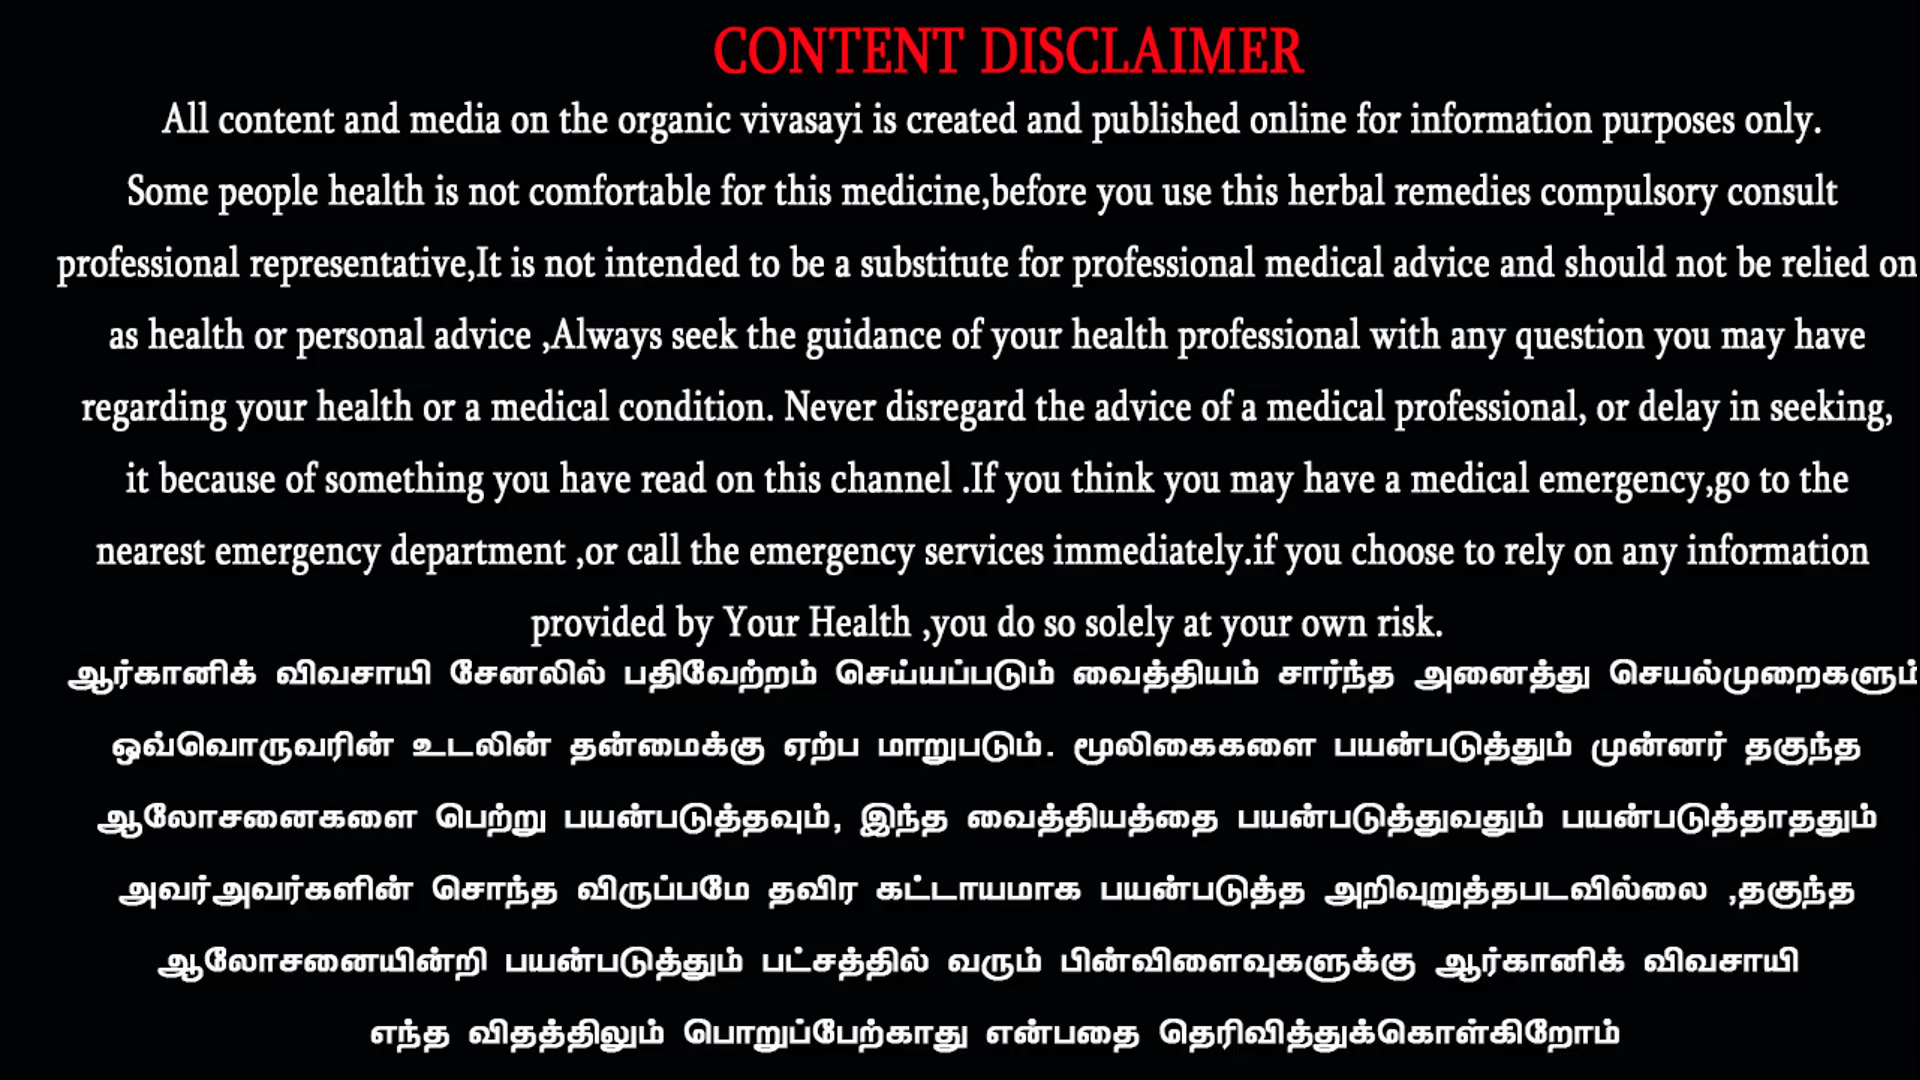 CONTENT DISCLAIMER
All content and media on the organic vivasayi is created and published online for information purposes only.
Some people health is not comfortable for this medicine,before you use this herbal remedies compulsory consult
professional representative,It is not intended to be a substitute for professional medical advice and should not be relied on
as health or personal advice ,Always seek the guidance of your health professional with any question you may have
regarding your health or a medical condition. Never disregard the advice of a medical professional, or delay in seeking,
it because of something you have read on this channel .If you think you may have a medical emergency,go to the
nearest emergency department ,or call the emergency services immediately.if you choose to rely on any information
provided by Your Health ,you do so solely at your own risk.
ஆர்கானிக் விவசாயி சேனலில் பதிவேற்றம் செய்யப்படும் வைத்தியம் சார்ந்த அனைத்து செயல்முறைகளும்
ஒவ்வொருவரின் உடலின் தன்மைக்கு ஏற்ப மாறுபடும். மூலிகைகளை பயன்படுத்தும் முன்னர் தகுந்த
ஆலோசனைகளை பெற்று பயன்படுத்தவும், இந்த வைத்தியத்தை பயன்படுத்துவதும் பயன்படுத்தாததும்
அவர்அவர்களின் சொந்த விருப்பமே தவிர கட்டாயமாக பயன்படுத்த அறிவுறுத்தபடவில்லை ,தகுந்த
ஆலோசனையின்றி பயன்படுத்தும் பட்சத்தில் வரும் பின்விளைவுகளுக்கு ஆர்கானிக் விவசாயி
எந்த விதத்திலும் பொறுப்பேற்காது என்பதை தெரிவித்துக்கொள்கிறோம்